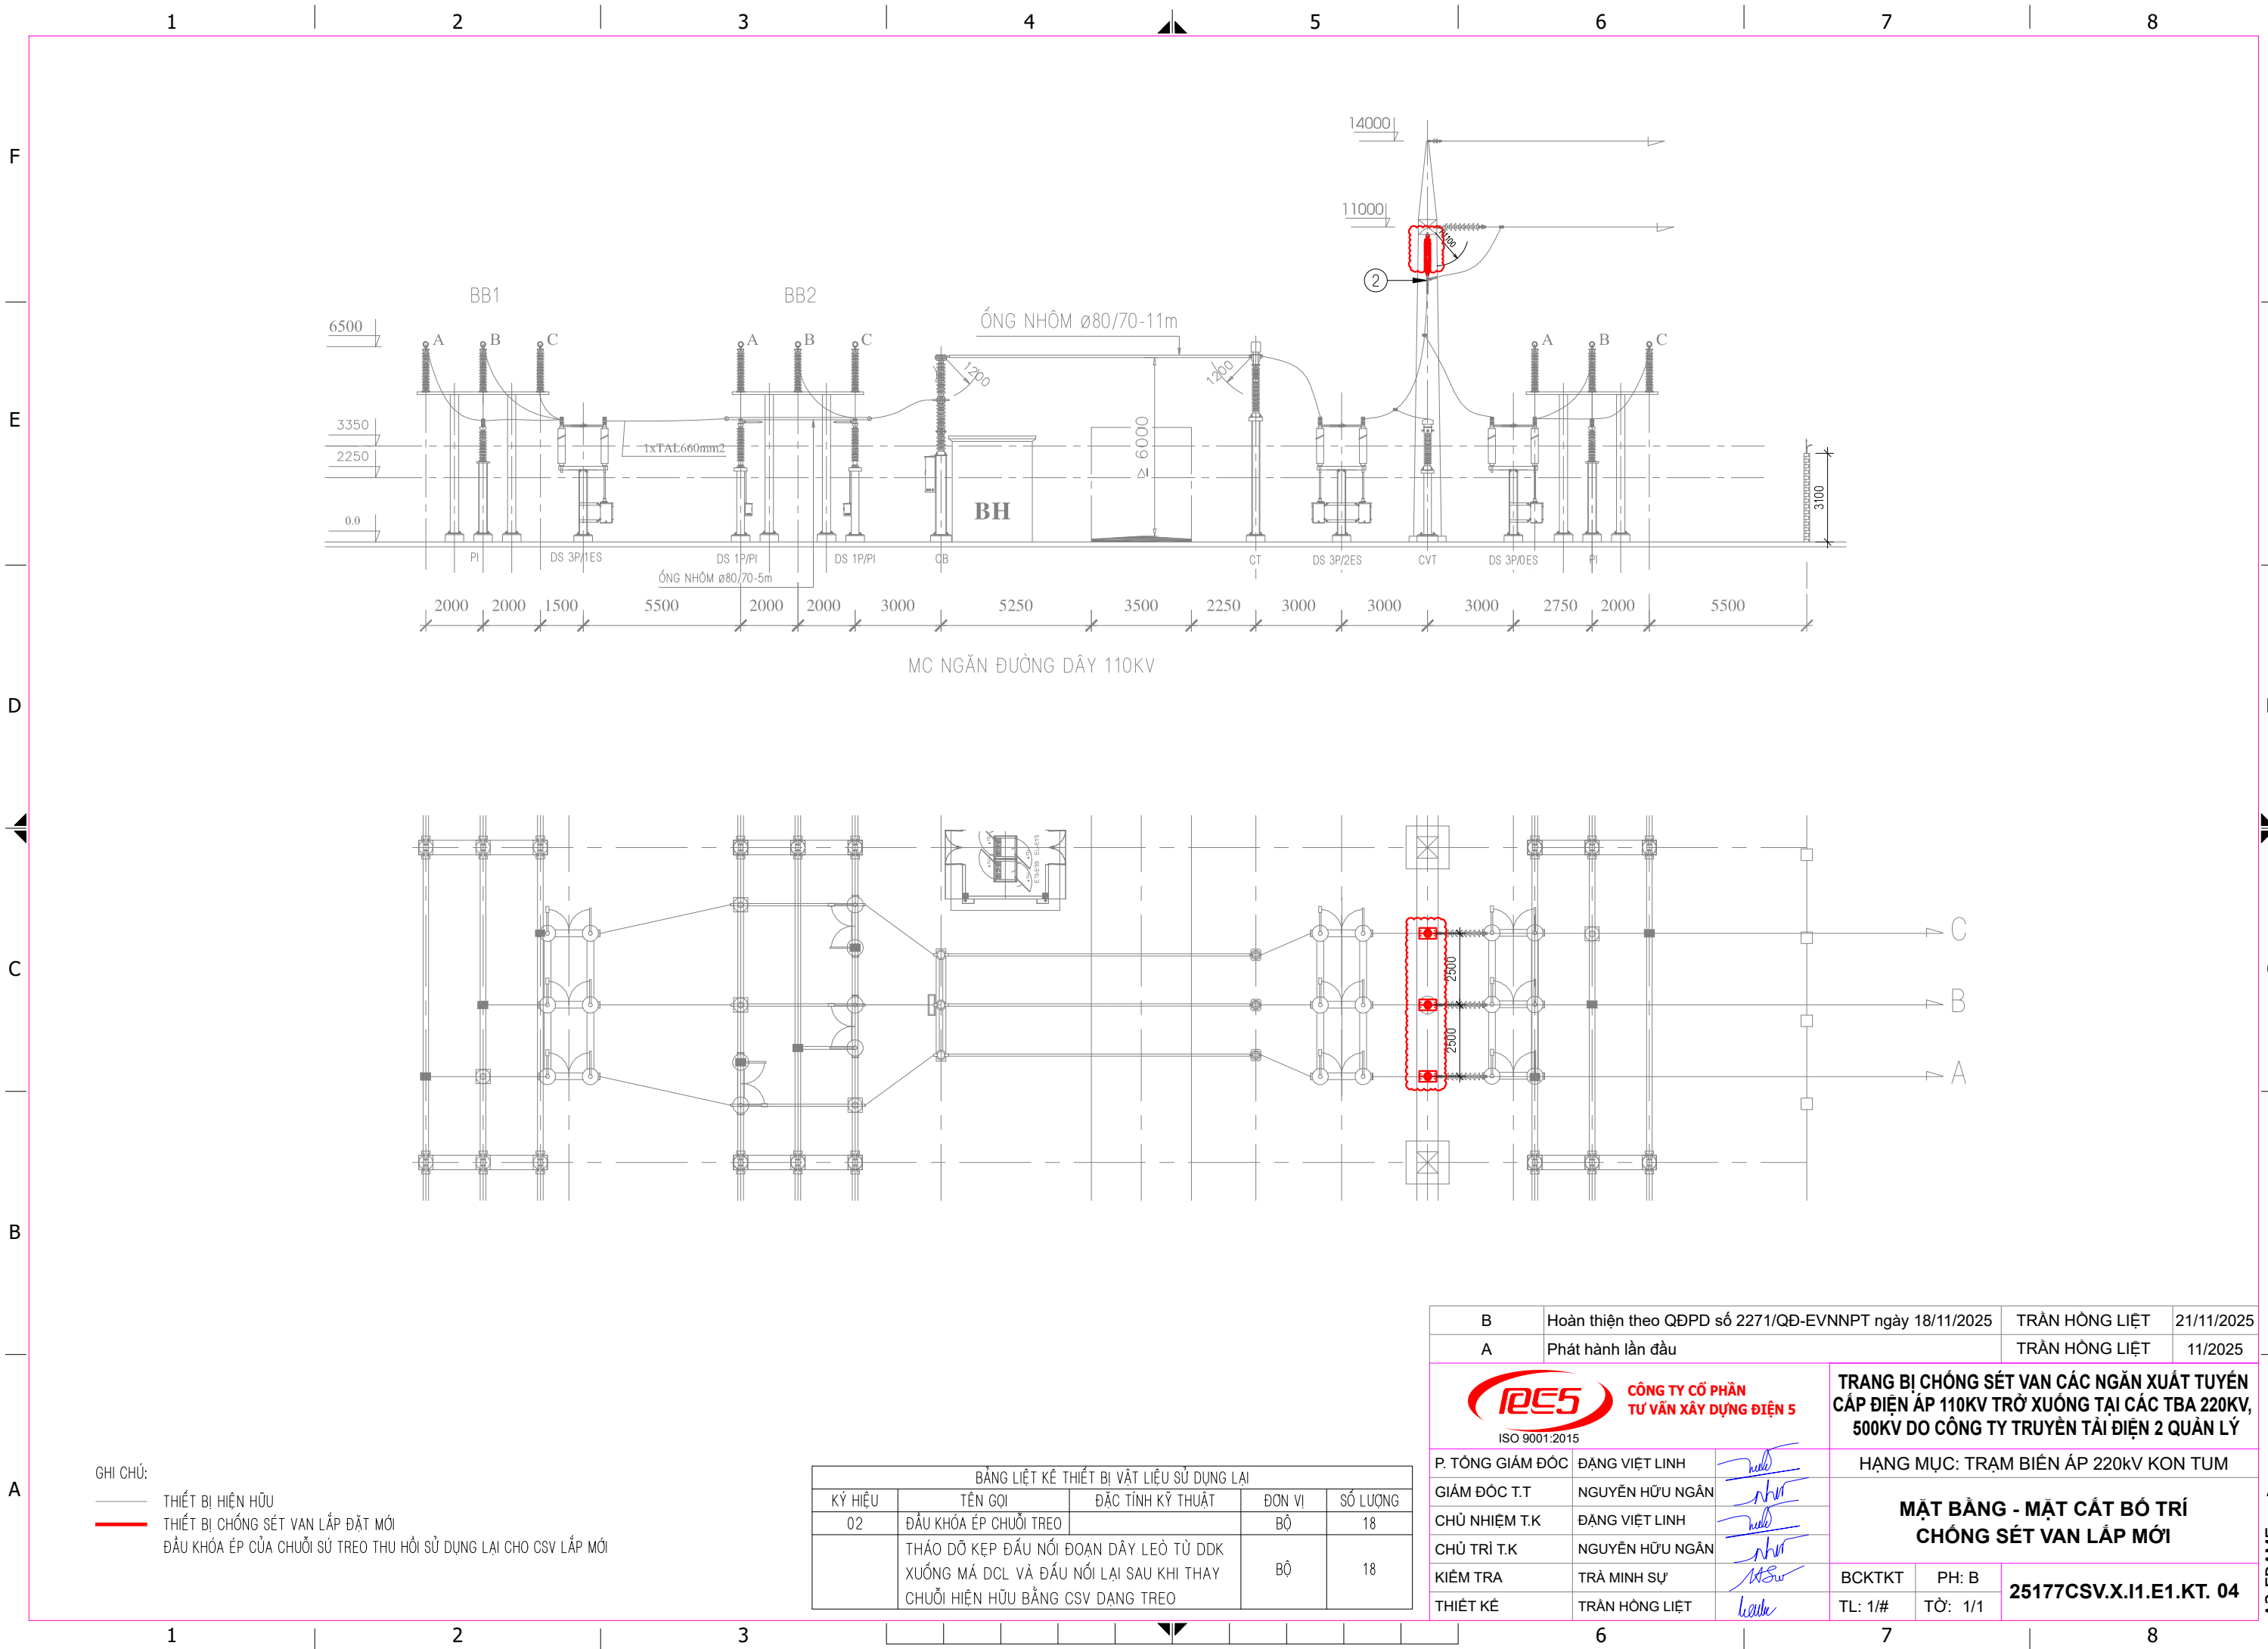 1 2 3 4 5 6 7 8
F
E
D
C
B
A
14000
11000
1100
2
BB1
BB2
6500
A B C
A B C
ỐNG NHÔM ø80/70-11m
A B C
1200
1200
3350
2250
0.0
1xTAL660mm2
BH
≥ 6000
3100
PI
DS 3P/1ES
DS 1P/PI
DS 1P/PI
CB
CT
DS 3P/2ES
CVT
DS 3P/0ES
PI
ỐNG NHÔM ø80/70-5m
2000 2000 1500 5500 2000 2000 3000 5250 3500 2250 3000 3000 3000 2750 2000 5500
MC NGĂN ĐƯỜNG DÂY 110KV
C
2500
B
2500
A
B Hoàn thiện theo QĐPD số 2271/QĐ-EVNNPT ngày 18/11/2025 TRẦN HỒNG LIỆT 21/11/2025
A Phát hành lần đầu TRẦN HỒNG LIỆT 11/2025
PC5
CÔNG TY CỔ PHẦN
TƯ VẤN XÂY DỰNG ĐIỆN 5
ISO 9001:2015
TRANG BỊ CHỐNG SÉT VAN CÁC NGĂN XUẤT TUYẾN
CẤP ĐIỆN ÁP 110KV TRỞ XUỐNG TẠI CÁC TBA 220KV,
500KV DO CÔNG TY TRUYỀN TẢI ĐIỆN 2 QUẢN LÝ
P. TỔNG GIÁM ĐỐC ĐẶNG VIỆT LINH
GIÁM ĐỐC T.T NGUYỄN HỮU NGÂN
CHỦ NHIỆM T.K ĐẶNG VIỆT LINH
CHỦ TRÌ T.K NGUYỄN HỮU NGÂN
KIỂM TRA TRÀ MINH SỰ
THIẾT KẾ TRẦN HỒNG LIỆT
HẠNG MỤC: TRẠM BIẾN ÁP 220kV KON TUM
MẶT BẰNG - MẶT CẮT BỐ TRÍ
CHỐNG SÉT VAN LẮP MỚI
BCKTKT PH: B
25177CSV.X.I1.E1.KT. 04
TL: 1/# TỜ: 1/1
GHI CHÚ:
THIẾT BỊ HIỆN HỮU
THIẾT BỊ CHỐNG SÉT VAN LẮP ĐẶT MỚI
ĐẦU KHÓA ÉP CỦA CHUỖI SỨ TREO THU HỒI SỬ DỤNG LẠI CHO CSV LẮP MỚI
BẢNG LIỆT KÊ THIẾT BỊ VẬT LIỆU SỬ DỤNG LẠI
KÝ HIỆU TÊN GỌI ĐẶC TÍNH KỸ THUẬT ĐƠN VỊ SỐ LƯỢNG
02 ĐẦU KHÓA ÉP CHUỖI TREO BỘ 18
THÁO DỠ KẸP ĐẤU NỐI ĐOẠN DÂY LEÒ TỪ DDK
XUỐNG MÁ DCL VÀ ĐẤU NỐI LẠI SAU KHI THAY
CHUỖI HIỆN HỮU BẰNG CSV DẠNG TREO
BỘ 18
1 2 3 6 7 8